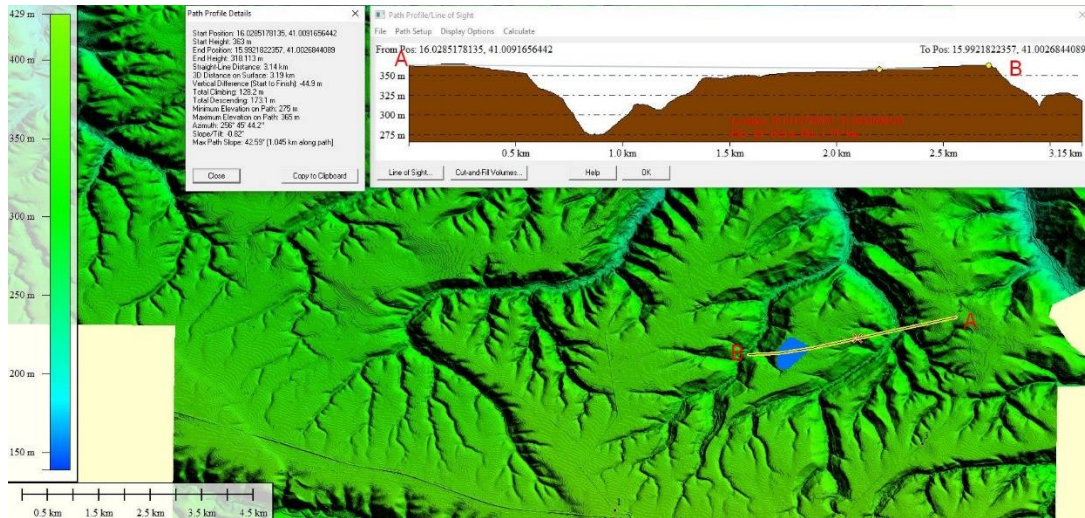 429 m
400 m
300 m
250 m
200 m
150 m
0.5 km 1.5 km 2.5 km 3.5 km 4.5 km
Path Profile Details
Start Position: 16.0285178135, 41.0091656442
Start Height: 363 m
End Position: 15.9921822357, 41.0026844089
End Height: 318.113 m
Straight-Line Distance: 3.14 km
3D Distance on Surface: 3.19 km
Vertical Difference (Start to Finish): -44.9 m
Total Climbing: 128.2 m
Total Descending: 173.1 m
Minimum Elevation on Path: 275 m
Maximum Elevation on Path: 365 m
Azimuth: 256° 45' 44.2"
Slope/Tilt: -0.82°
Max Path Slope: 42.59° [1.045 km along path]
Close Copy to Clipboard
Path Profile/Line of Sight
File Path Setup Display Options Calculate
From Pos: 16.0285178135, 41.0091656442 To Pos: 15.9921822357, 41.0026844089
A
B
350 m
325 m
300 m
275 m
0.5 km 1.0 km 1.5 km 2.0 km 2.5 km 3.15 km
Line of Sight... Cut-and-Fill Volumes... Help OK
A
B
1
3